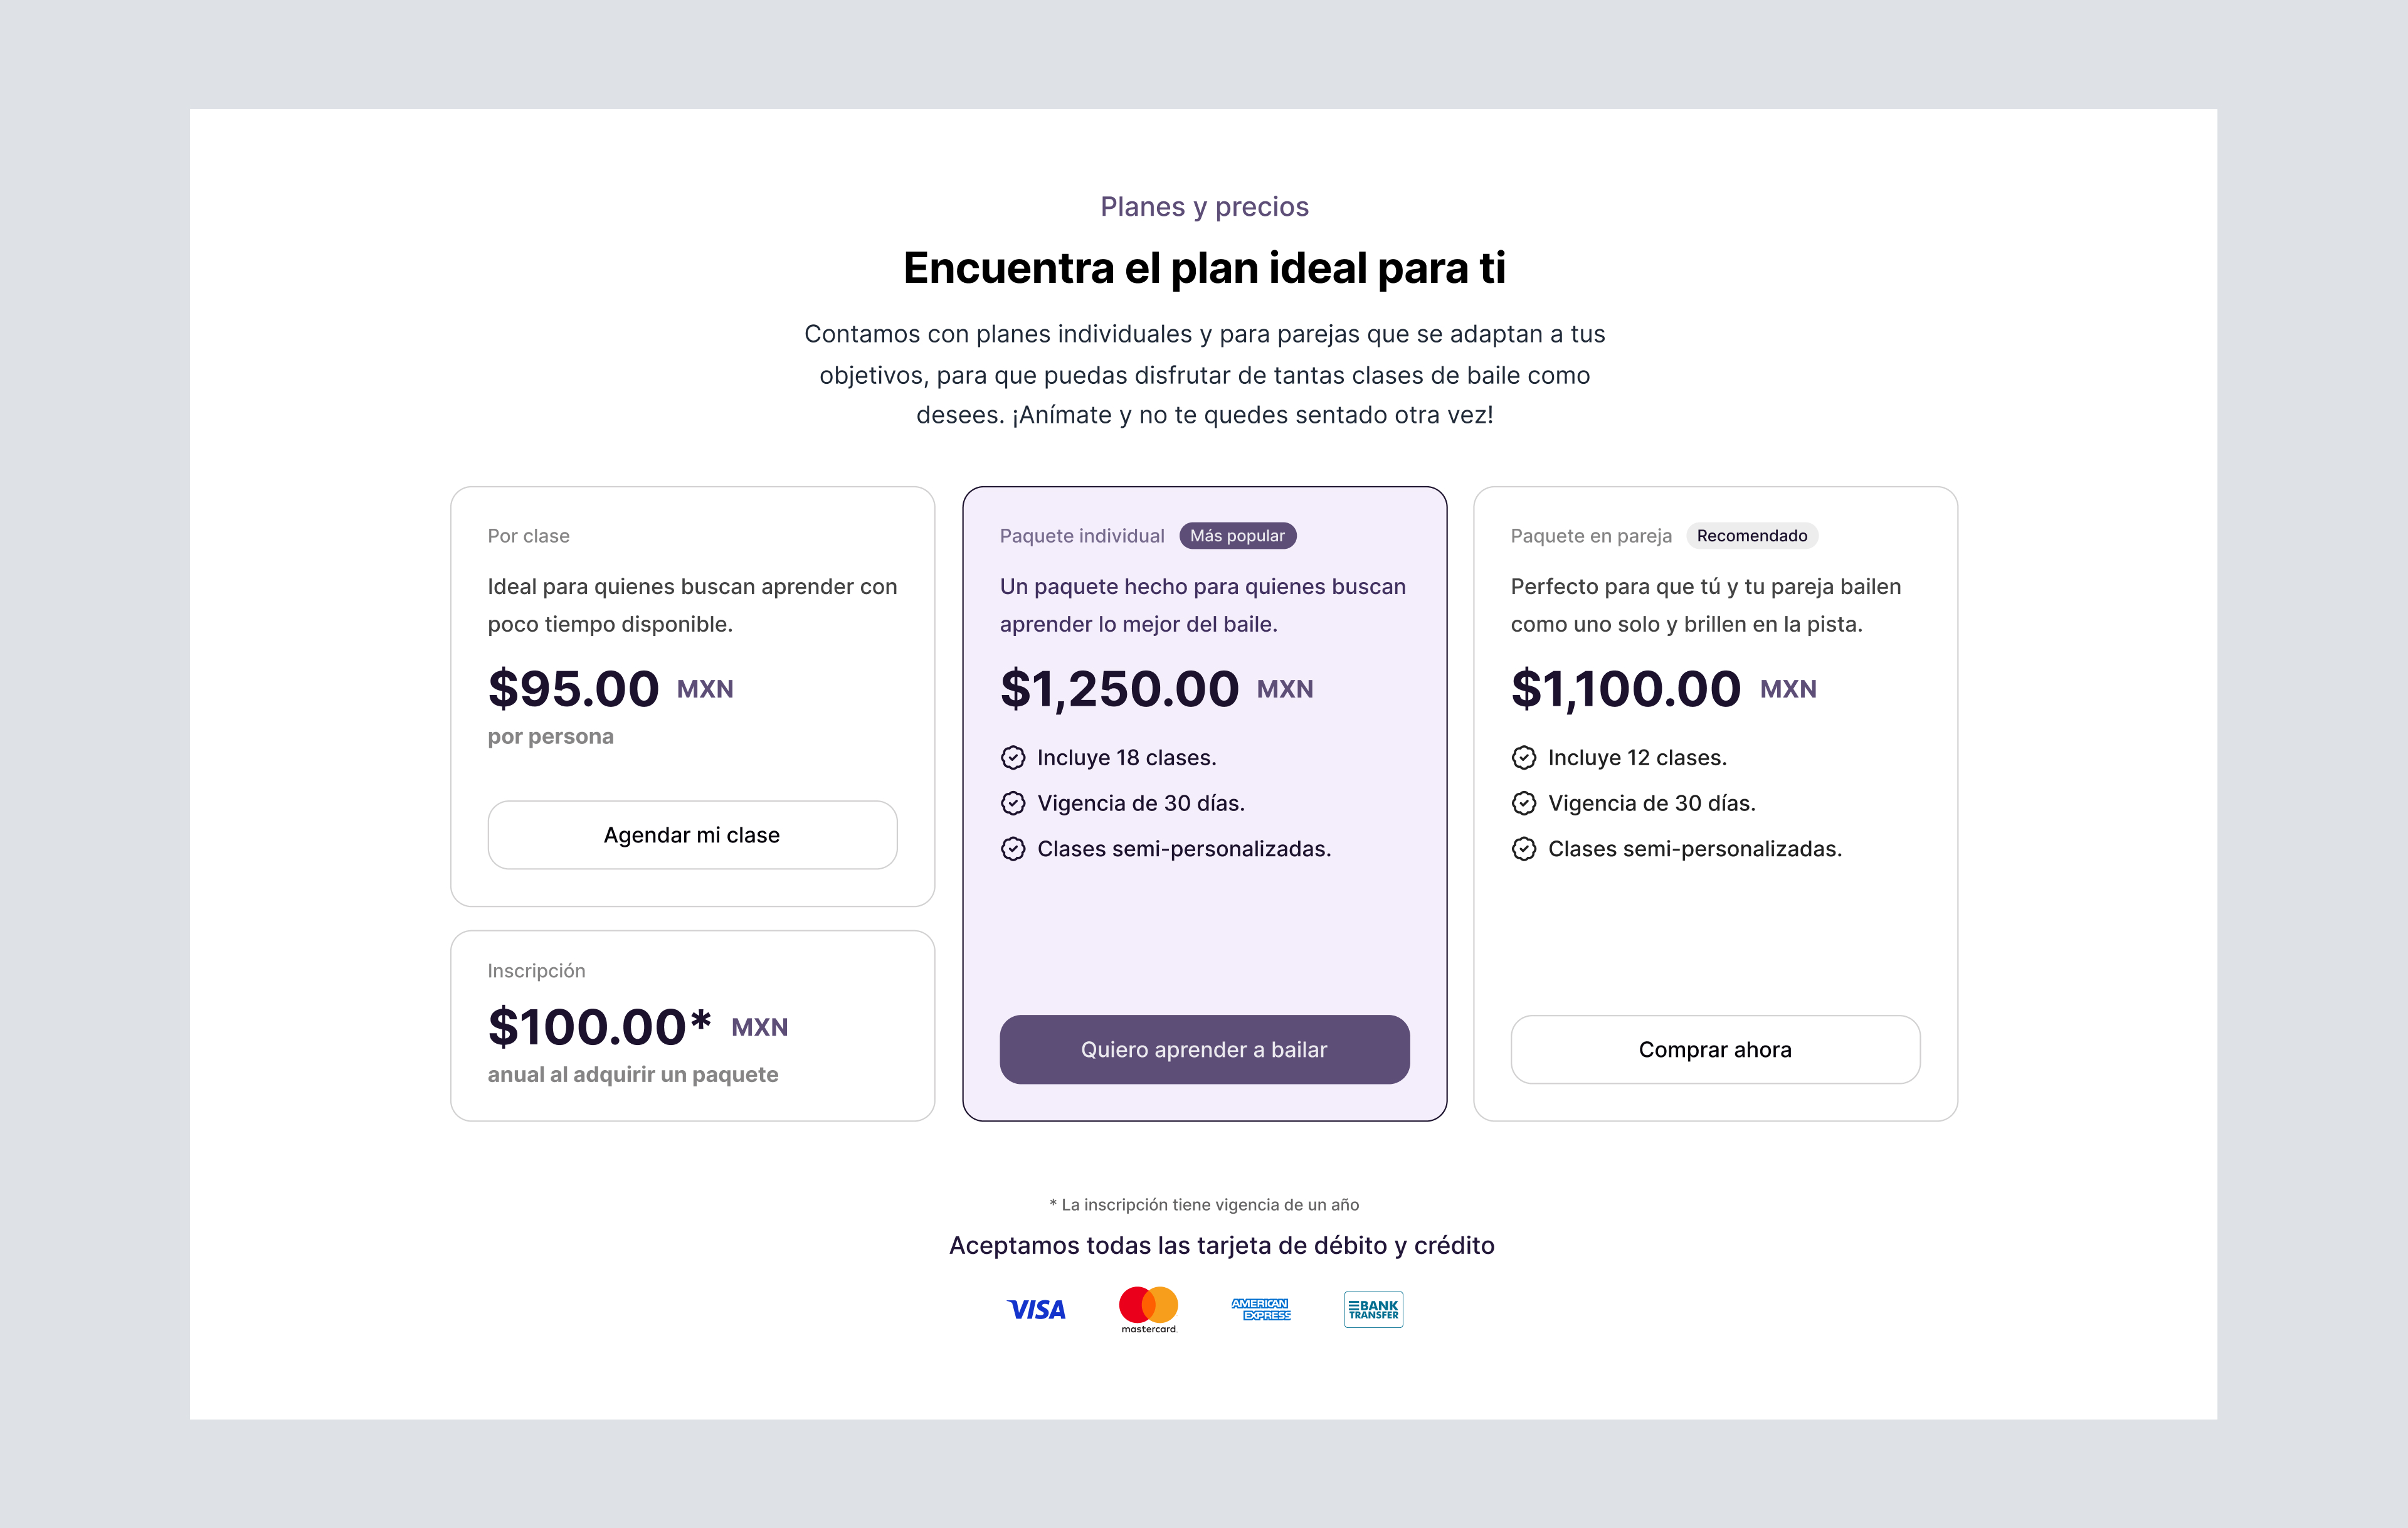 Planes y precios
Encuentra el plan ideal para ti
Contamos con planes individuales y para parejas que se adaptan a tus
objetivos, para que puedas disfrutar de tantas clases de baile como
desees. ¡Anímate y no te quedes sentado otra vez!
Por clase
Ideal para quienes buscan aprender con
poco tiempo disponible.
$95.00 MXN
por persona
Agendar mi clase
Inscripción
$100.00* MXN
anual al adquirir un paquete
Paquete individual Más popular
Un paquete hecho para quienes buscan
aprender lo mejor del baile.
$1,250.00 MXN
Incluye 18 clases.
Vigencia de 30 días.
Clases semi-personalizadas.
Quiero aprender a bailar
Paquete en pareja Recomendado
Perfecto para que tú y tu pareja bailen
como uno solo y brillen en la pista.
$1,100.00 MXN
Incluye 12 clases.
Vigencia de 30 días.
Clases semi-personalizadas.
Comprar ahora
* La inscripción tiene vigencia de un año
Aceptamos todas las tarjeta de débito y crédito
VISA
mastercard.
AMERICAN
EXPRESS
BANK
TRANSFER